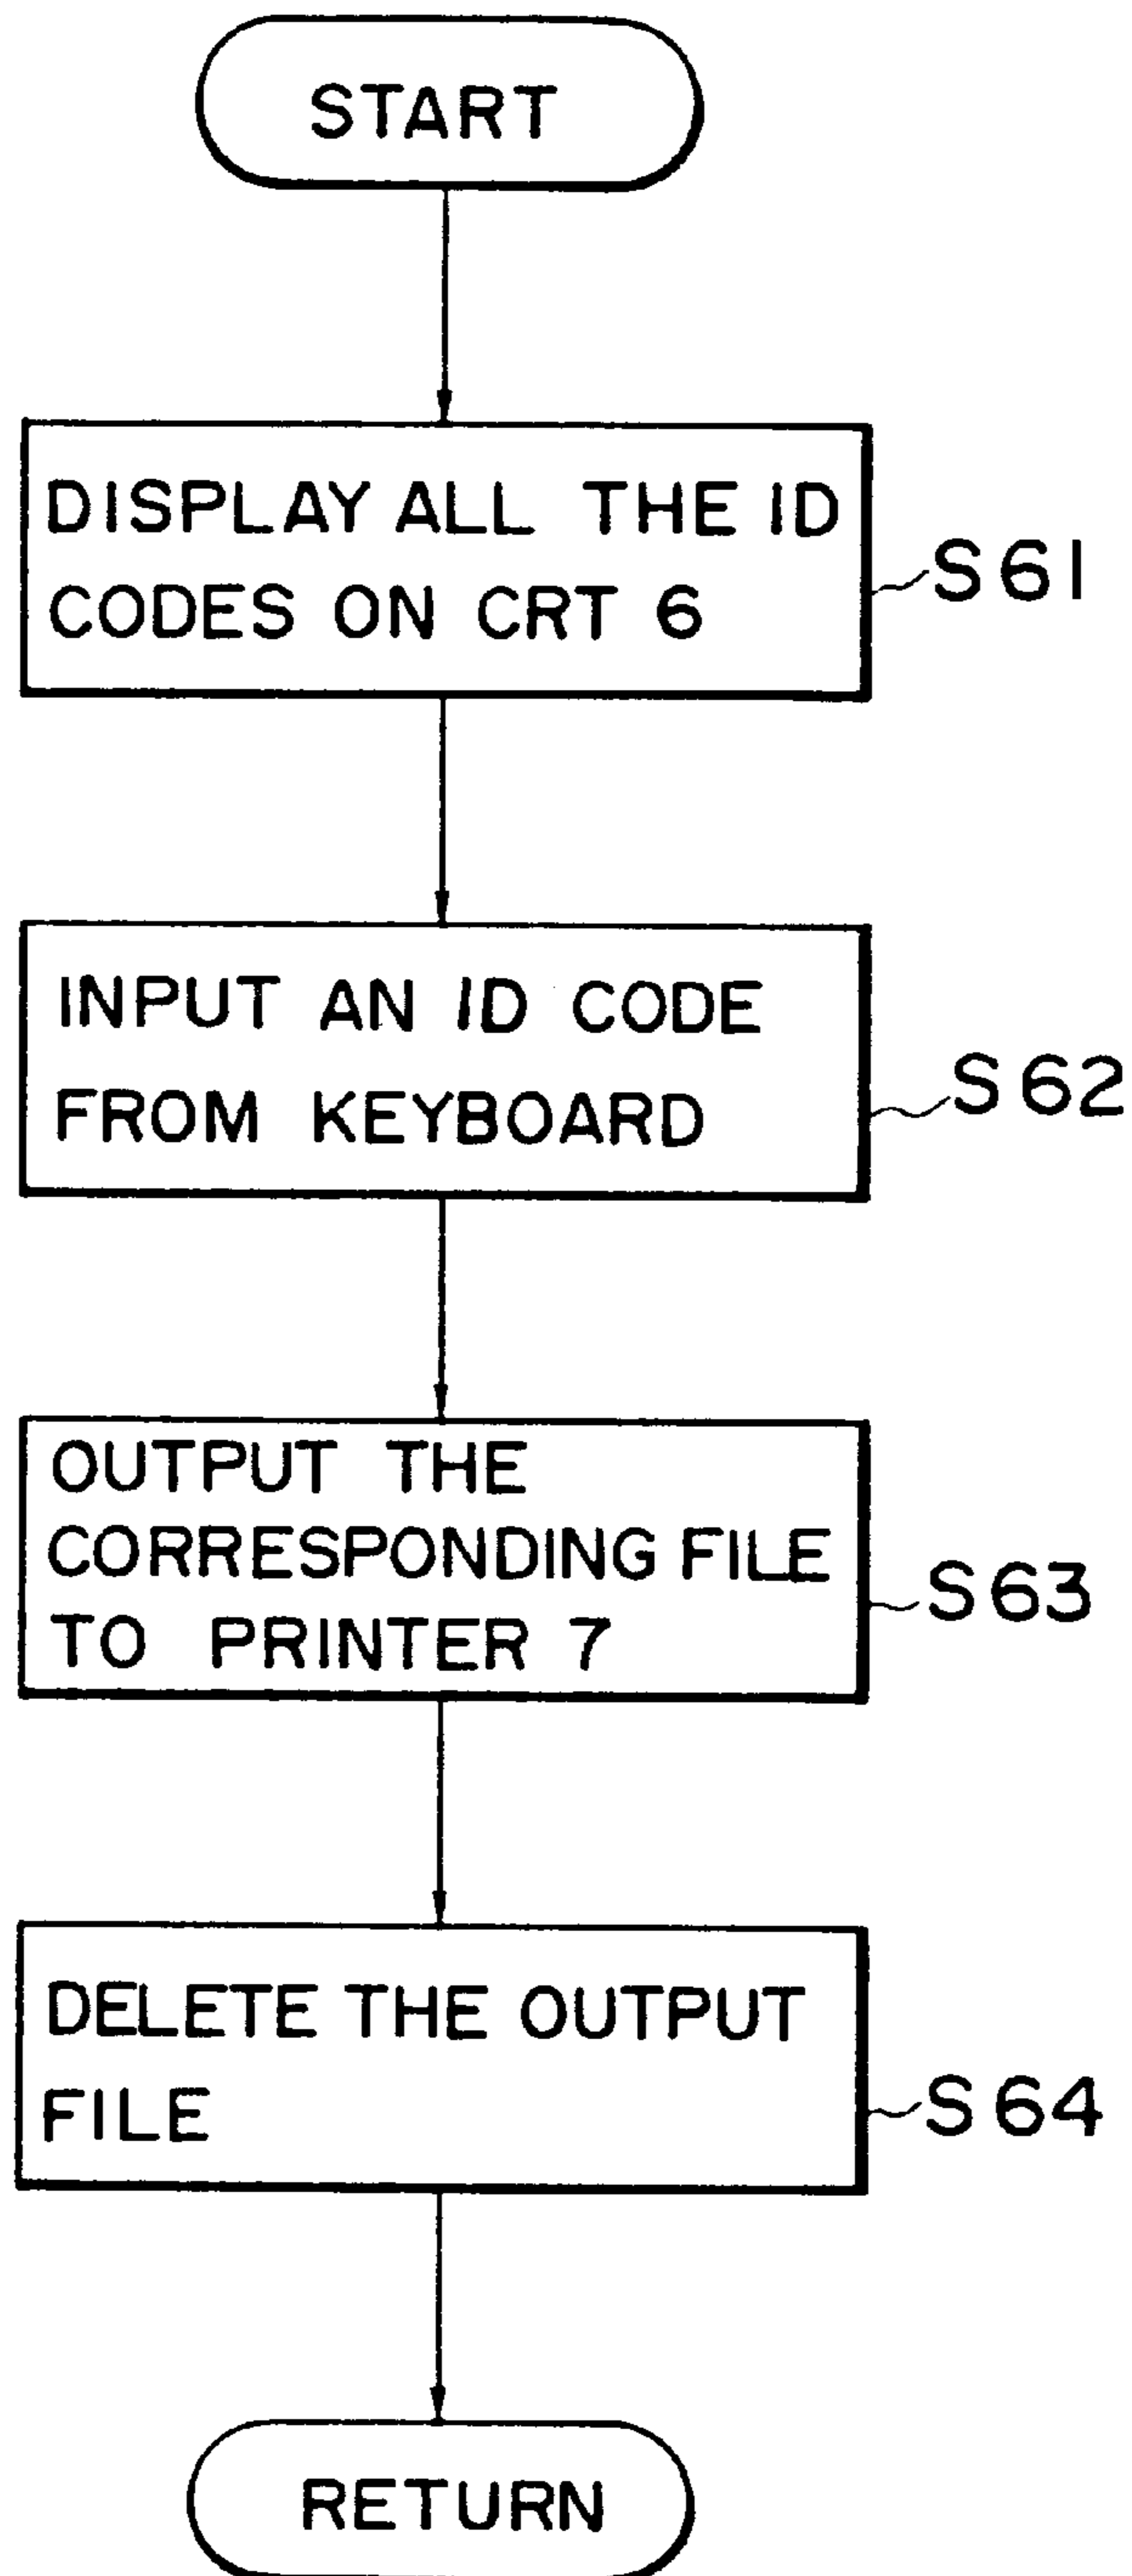 START
DISPLAY ALL THE ID
CODES ON CRT 6
S61
INPUT AN ID CODE
FROM KEYBOARD
S62
OUTPUT THE
CORRESPONDING FILE
TO PRINTER 7
S63
DELETE THE OUTPUT
FILE
S64
RETURN